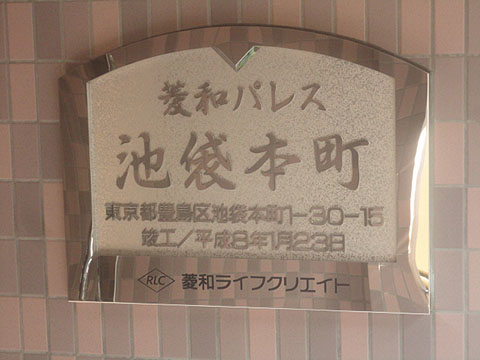 菱和パレス
池袋本町
東京都豊島区池袋本町1-30-15
竣工/平成8年1月23日
RLC 菱和ライフクリエイト